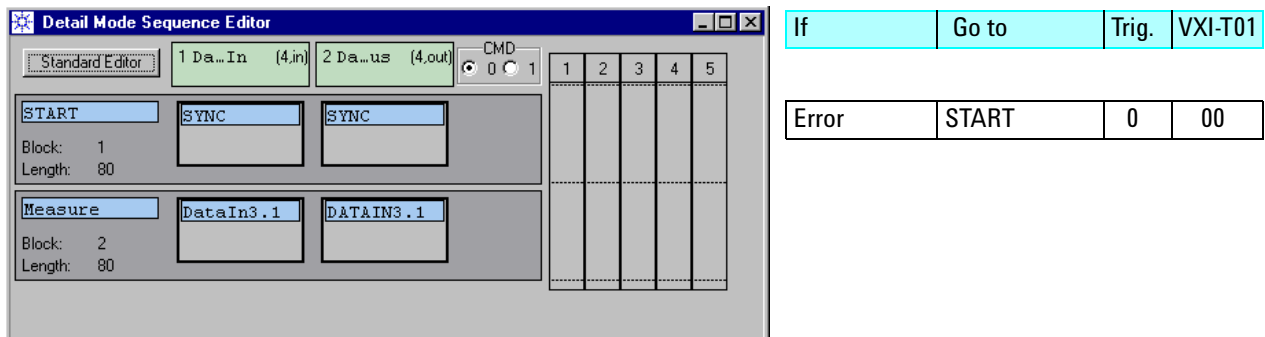 Detail Mode Sequence Editor
Standard Editor
1 Da…In (4,in)
2 Da…us (4,out)
CMD
0 1
1 2 3 4 5
START
Block: 1
Length: 80
SYNC
SYNC
Measure
Block: 2
Length: 80
DataIn3.1
DATAIN3.1
If Go to Trig. VXI-T01
Error START 0 00